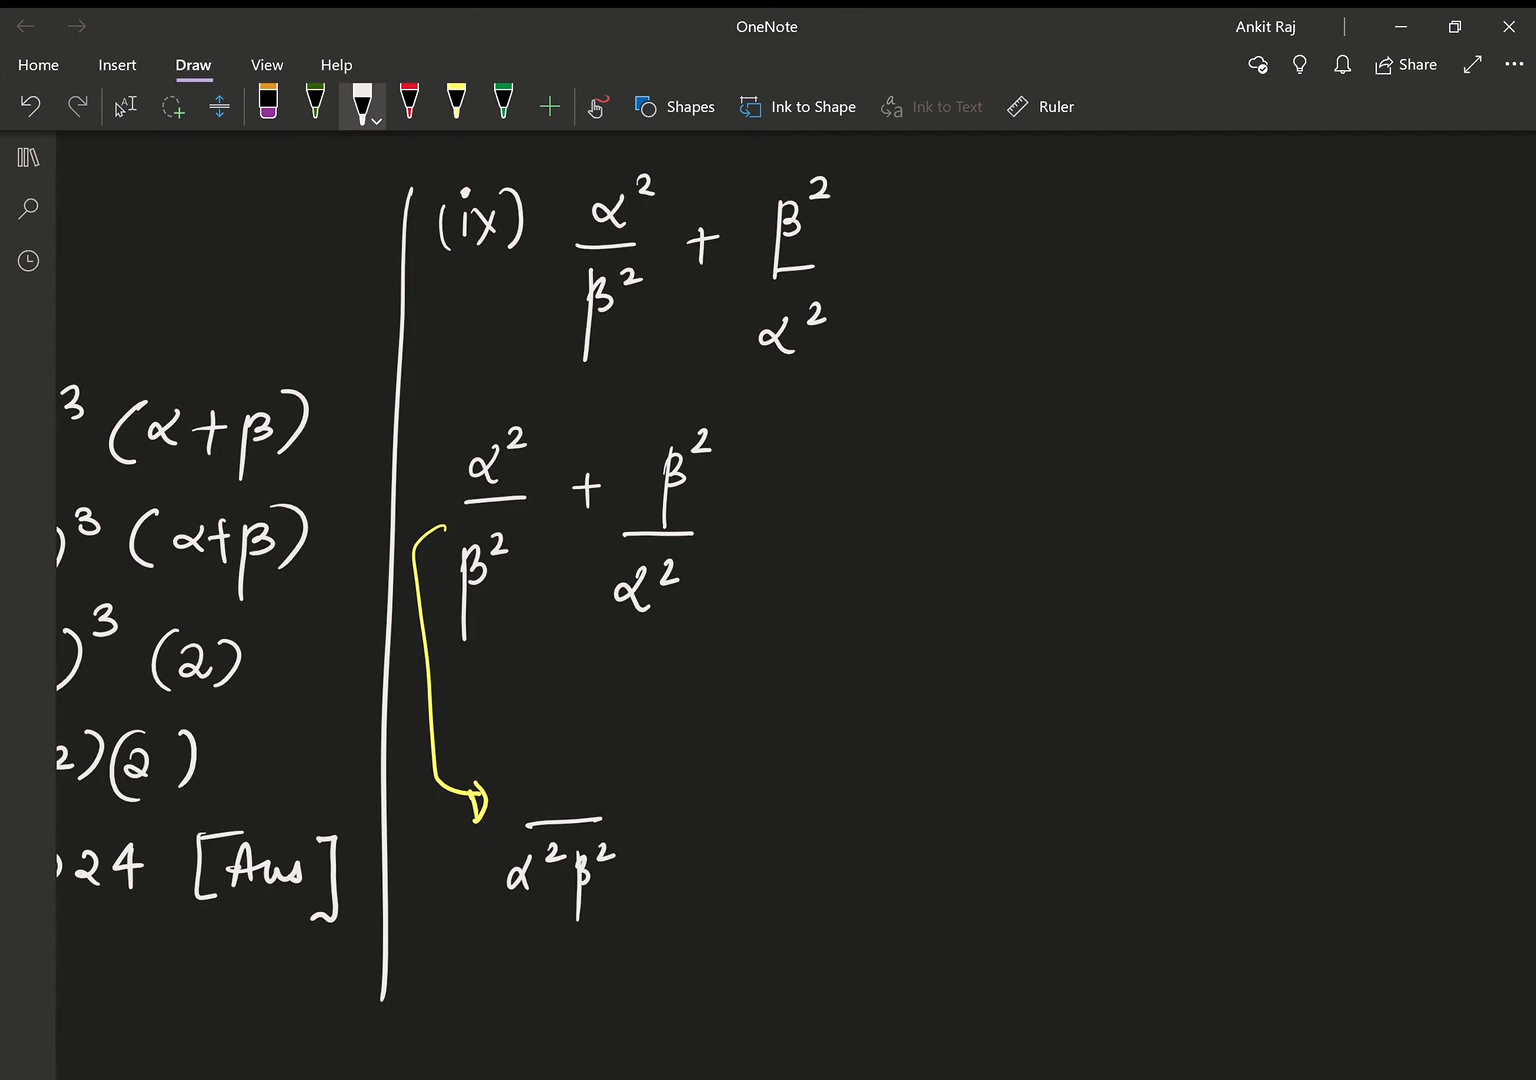 OneNote
Ankit Raj
Home Insert Draw View Help
Share
Shapes Ink to Shape Ink to Text Ruler
(ix) α²/β² + β²/α²
³ (α+β)
α²/β² + β²/α²
)³ (α+β)
)³ (2)
2)(2)
24 [Ans]
α²β²